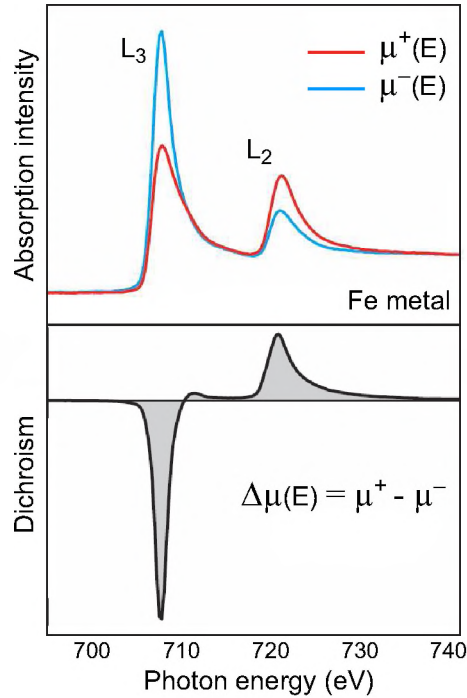 L₃
μ⁺(E)
μ⁻(E)
L₂
Absorption intensity
Fe metal
Dichroism
Δμ(E) = μ⁺ - μ⁻
700 710 720 730 740
Photon energy (eV)